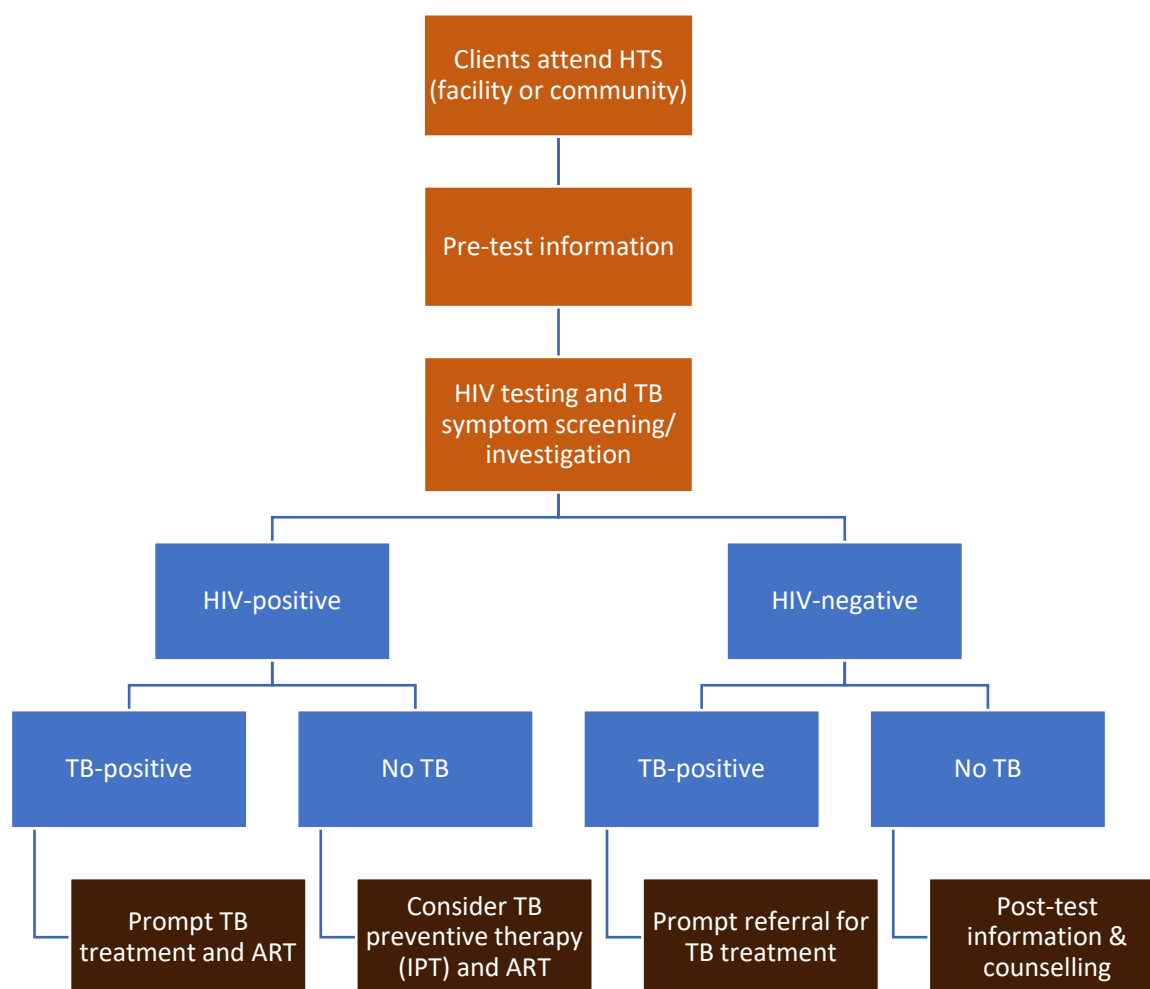 Clients attend HTS
(facility or community)
Pre-test information
HIV testing and TB
symptom screening/
investigation
HIV-positive
HIV-negative
TB-positive
No TB
TB-positive
No TB
Prompt TB
treatment and ART
Consider TB
preventive therapy
(IPT) and ART
Prompt referral for
TB treatment
Post-test
information &
counselling